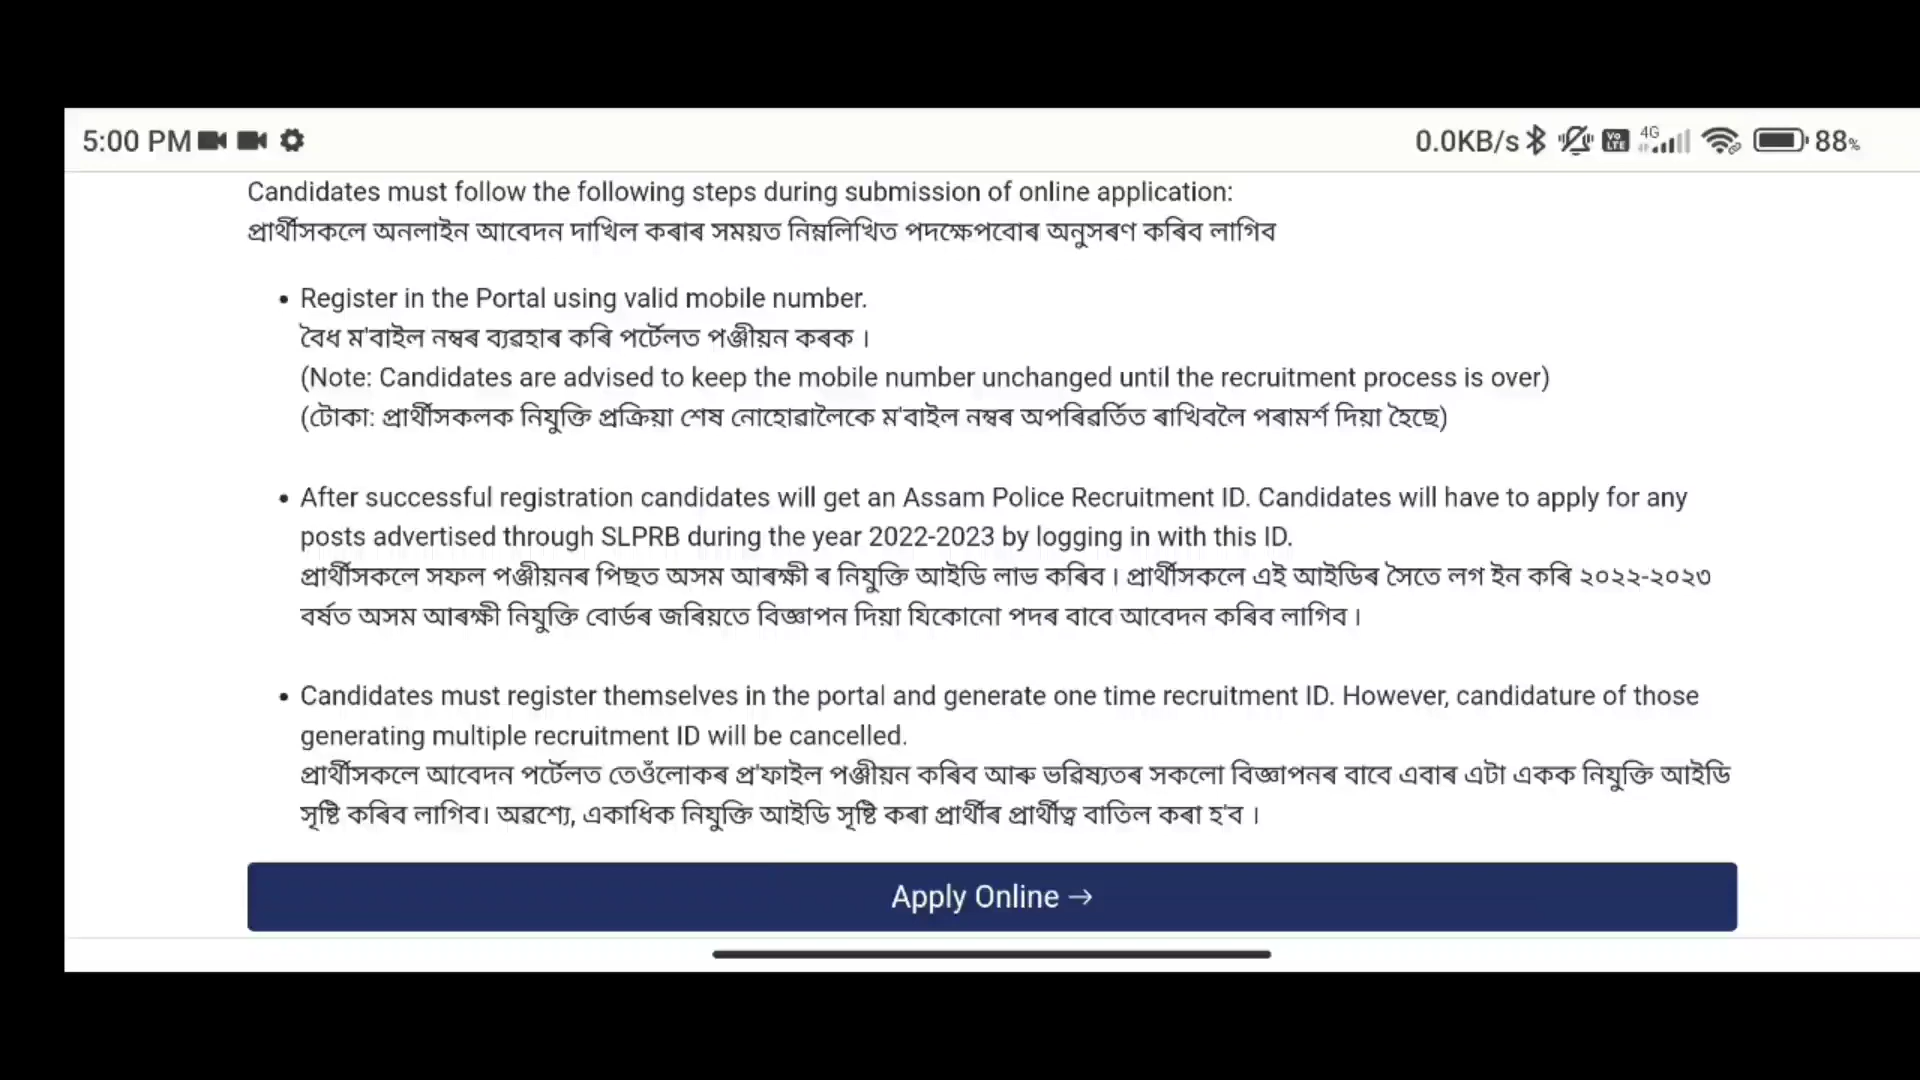 5:00 PM
0.0KB/s
Vo LTE
4G
88%
Candidates must follow the following steps during submission of online application:
প্ৰাৰ্থীসকলে অনলাইন আবেদন দাখিল কৰাৰ সময়ত নিম্নলিখিত পদক্ষেপবোৰ অনুসৰণ কৰিব লাগিব
• Register in the Portal using valid mobile number.
বৈধ ম'বাইল নম্বৰ ব্যৱহাৰ কৰি পৰ্টেলত পঞ্জীয়ন কৰক ।
(Note: Candidates are advised to keep the mobile number unchanged until the recruitment process is over)
(টোকা: প্ৰাৰ্থীসকলক নিযুক্তি প্ৰক্ৰিয়া শেষ নোহোৱালৈকে ম'বাইল নম্বৰ অপৰিৱৰ্তিত ৰাখিবলৈ পৰামৰ্শ দিয়া হৈছে)
• After successful registration candidates will get an Assam Police Recruitment ID. Candidates will have to apply for any
posts advertised through SLPRB during the year 2022-2023 by logging in with this ID.
প্ৰাৰ্থীসকলে সফল পঞ্জীয়নৰ পিছত অসম আৰক্ষী ৰ নিযুক্তি আইডি লাভ কৰিব । প্ৰাৰ্থীসকলে এই আইডিৰ সৈতে লগ ইন কৰি ২০২২-২০২৩
বৰ্ষত অসম আৰক্ষী নিযুক্তি বোৰ্ডৰ জৰিয়তে বিজ্ঞাপন দিয়া যিকোনো পদৰ বাবে আবেদন কৰিব লাগিব ।
• Candidates must register themselves in the portal and generate one time recruitment ID. However, candidature of those
generating multiple recruitment ID will be cancelled.
প্ৰাৰ্থীসকলে আবেদন পৰ্টেলত তেওঁলোকৰ প্ৰ'ফাইল পঞ্জীয়ন কৰিব আৰু ভৱিষ্যতৰ সকলো বিজ্ঞাপনৰ বাবে এবাৰ এটা একক নিযুক্তি আইডি
সৃষ্টি কৰিব লাগিব। অৱশ্যে, একাধিক নিযুক্তি আইডি সৃষ্টি কৰা প্ৰাৰ্থীৰ প্ৰাৰ্থীত্ব বাতিল কৰা হ'ব ।
Apply Online →